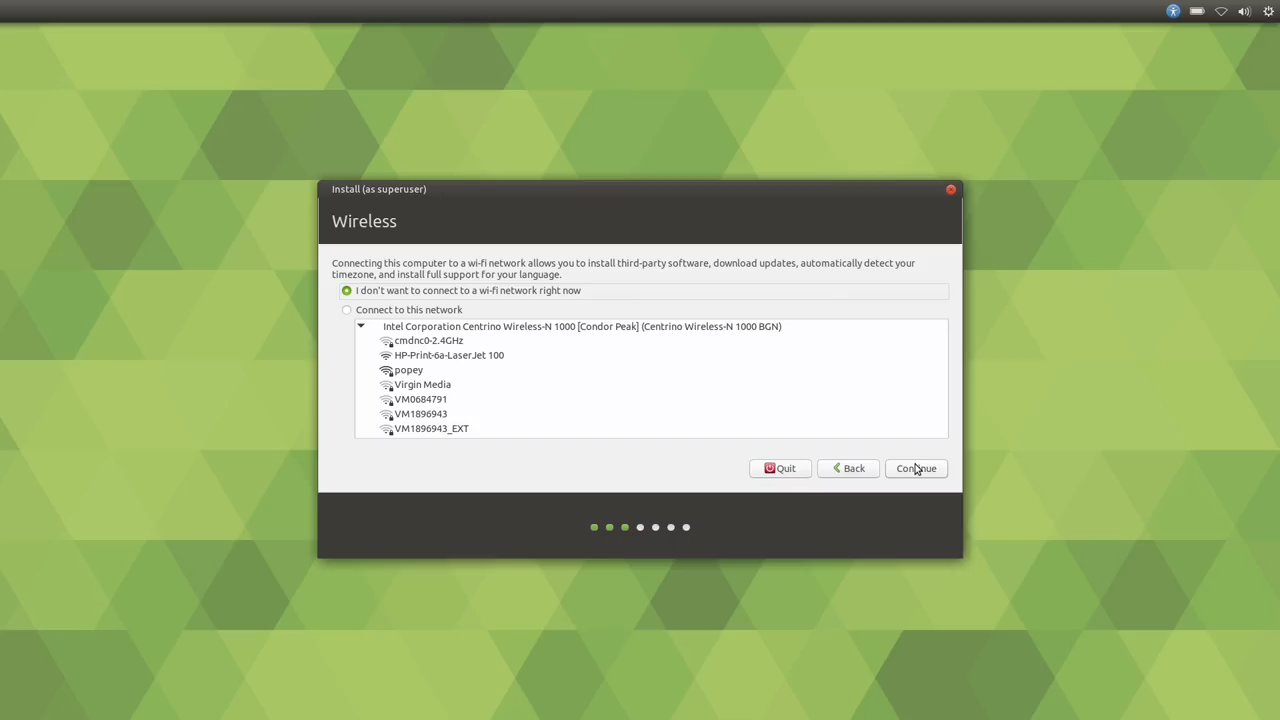 Install (as superuser)
Wireless
Connecting this computer to a wi-fi network allows you to install third-party software, download updates, automatically detect your
timezone, and install full support for your language.
I don't want to connect to a wi-fi network right now
Connect to this network
Intel Corporation Centrino Wireless-N 1000 [Condor Peak] (Centrino Wireless-N 1000 BGN)
cmdnc0-2.4GHz
HP-Print-6a-LaserJet 100
popey
Virgin Media
VM0684791
VM1896943
VM1896943_EXT
Quit Back Continue